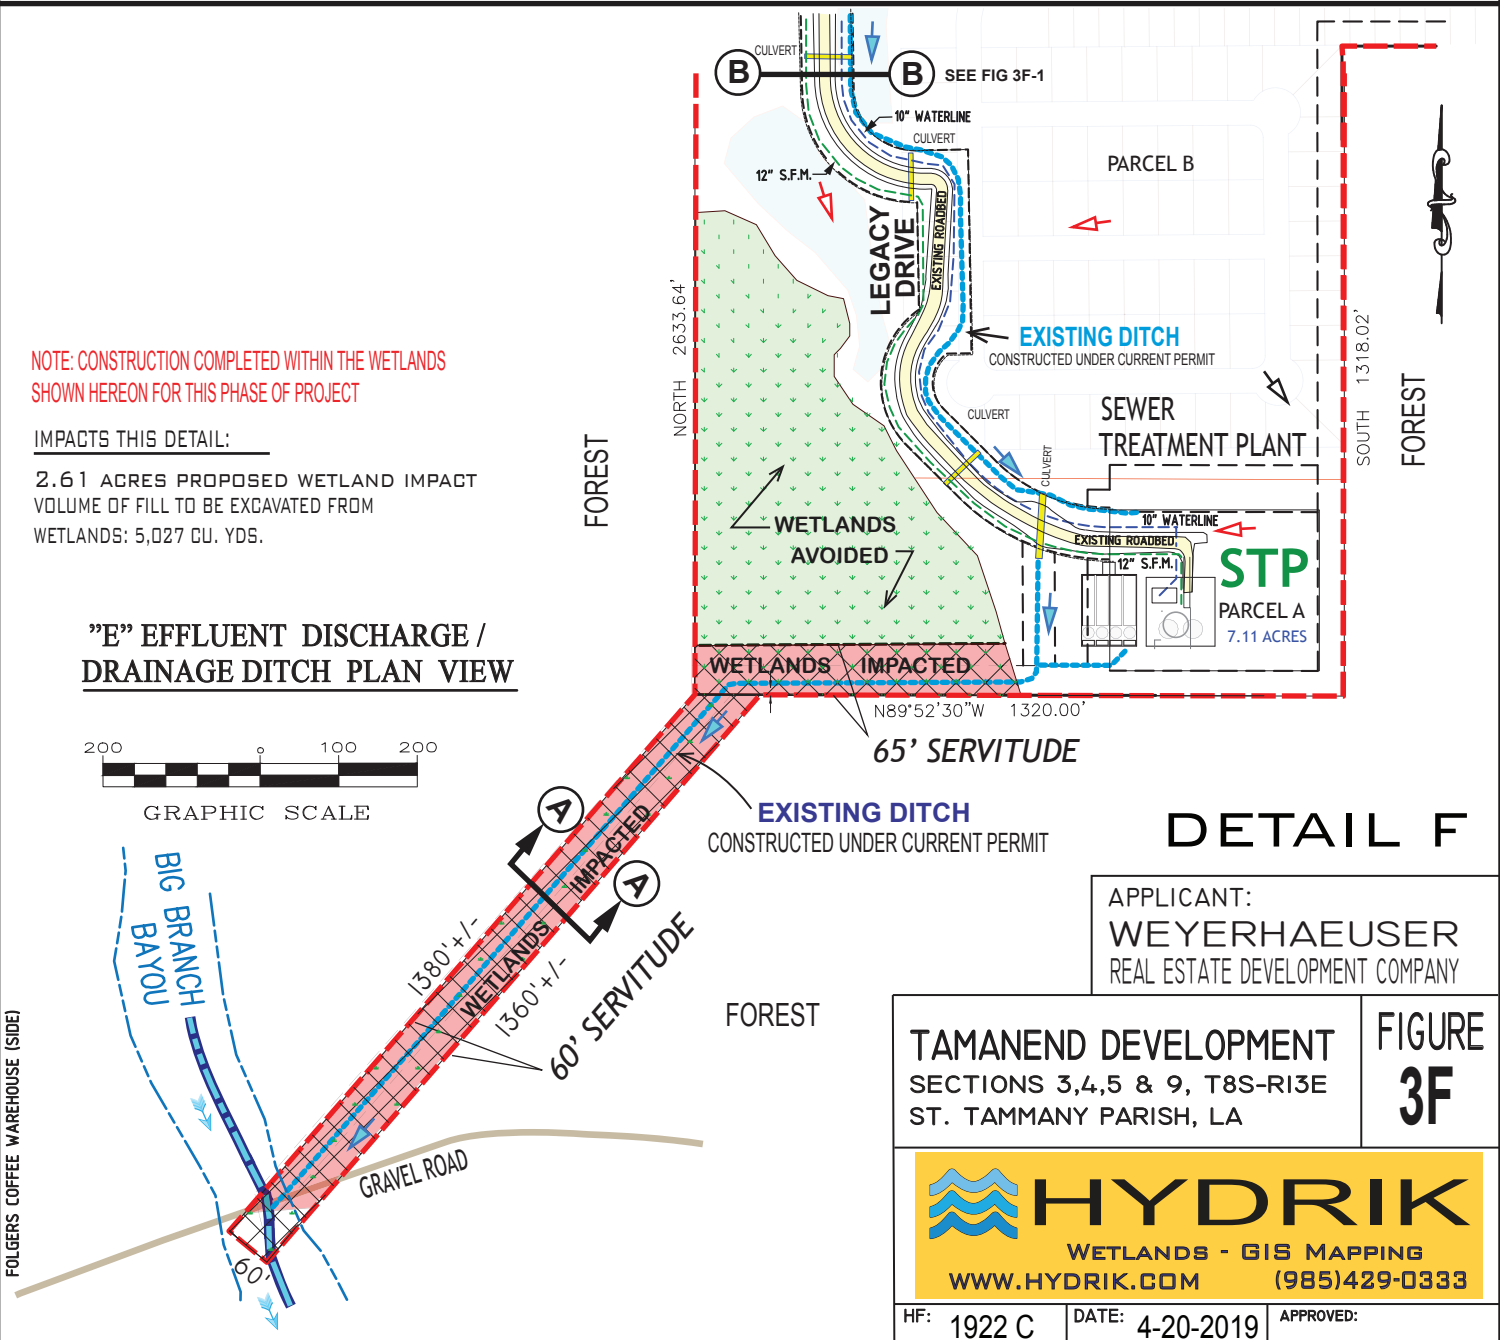 CULVERT
B
B
SEE FIG 3F-1
10" WATERLINE
CULVERT
12" S.F.M.
PARCEL B
LEGACY
DRIVE
EXISTING ROADBED
NORTH 2633.64'
EXISTING DITCH
CONSTRUCTED UNDER CURRENT PERMIT
SOUTH 1318.02'
FOREST
NOTE: CONSTRUCTION COMPLETED WITHIN THE WETLANDS
SHOWN HEREON FOR THIS PHASE OF PROJECT
IMPACTS THIS DETAIL:
2.61 ACRES PROPOSED WETLAND IMPACT
VOLUME OF FILL TO BE EXCAVATED FROM
WETLANDS: 5,027 CU. YDS.
FOREST
CULVERT
CULVERT
SEWER
TREATMENT PLANT
WETLANDS
AVOIDED
10" WATERLINE
EXISTING ROADBED
12" S.F.M.
STP
PARCEL A
7.11 ACRES
"E" EFFLUENT DISCHARGE /
DRAINAGE DITCH PLAN VIEW
WETLANDS IMPACTED
N89°52'30"W 1320.00'
65' SERVITUDE
200 0 100 200
GRAPHIC SCALE
EXISTING DITCH
CONSTRUCTED UNDER CURRENT PERMIT
A
A
WETLANDS IMPACTED
1380'+/-
1360'+/-
60' SERVITUDE
FOREST
BIG BRANCH
BAYOU
GRAVEL ROAD
60'
FOLGERS COFFEE WAREHOUSE (SIDE)
DETAIL F
APPLICANT:
WEYERHAEUSER
REAL ESTATE DEVELOPMENT COMPANY
TAMANEND DEVELOPMENT
SECTIONS 3,4,5 & 9, T8S-R13E
ST. TAMMANY PARISH, LA
FIGURE
3F
HYDRIK
WETLANDS - GIS MAPPING
WWW.HYDRIK.COM (985)429-0333
HF: 1922 C
DATE: 4-20-2019
APPROVED: